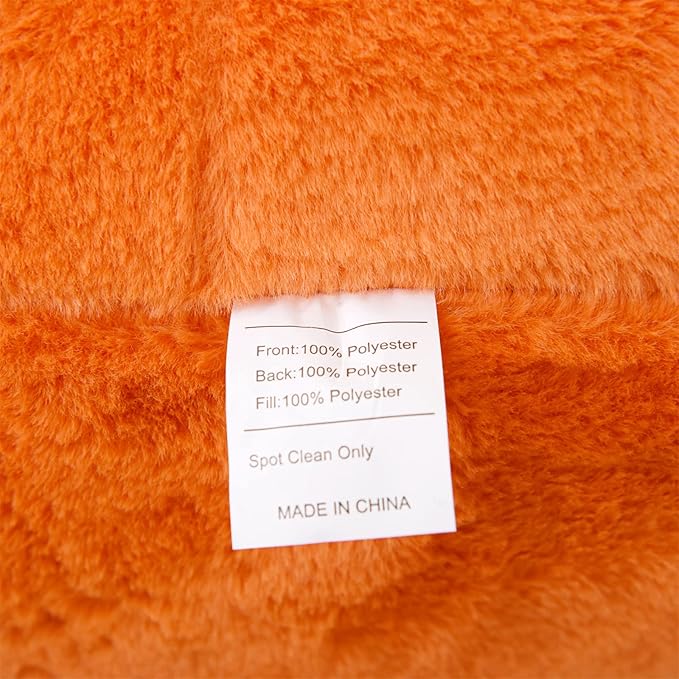 Front:100% Polyester
Back:100% Polyester
Fill:100% Polyester
Spot Clean Only
MADE IN CHINA